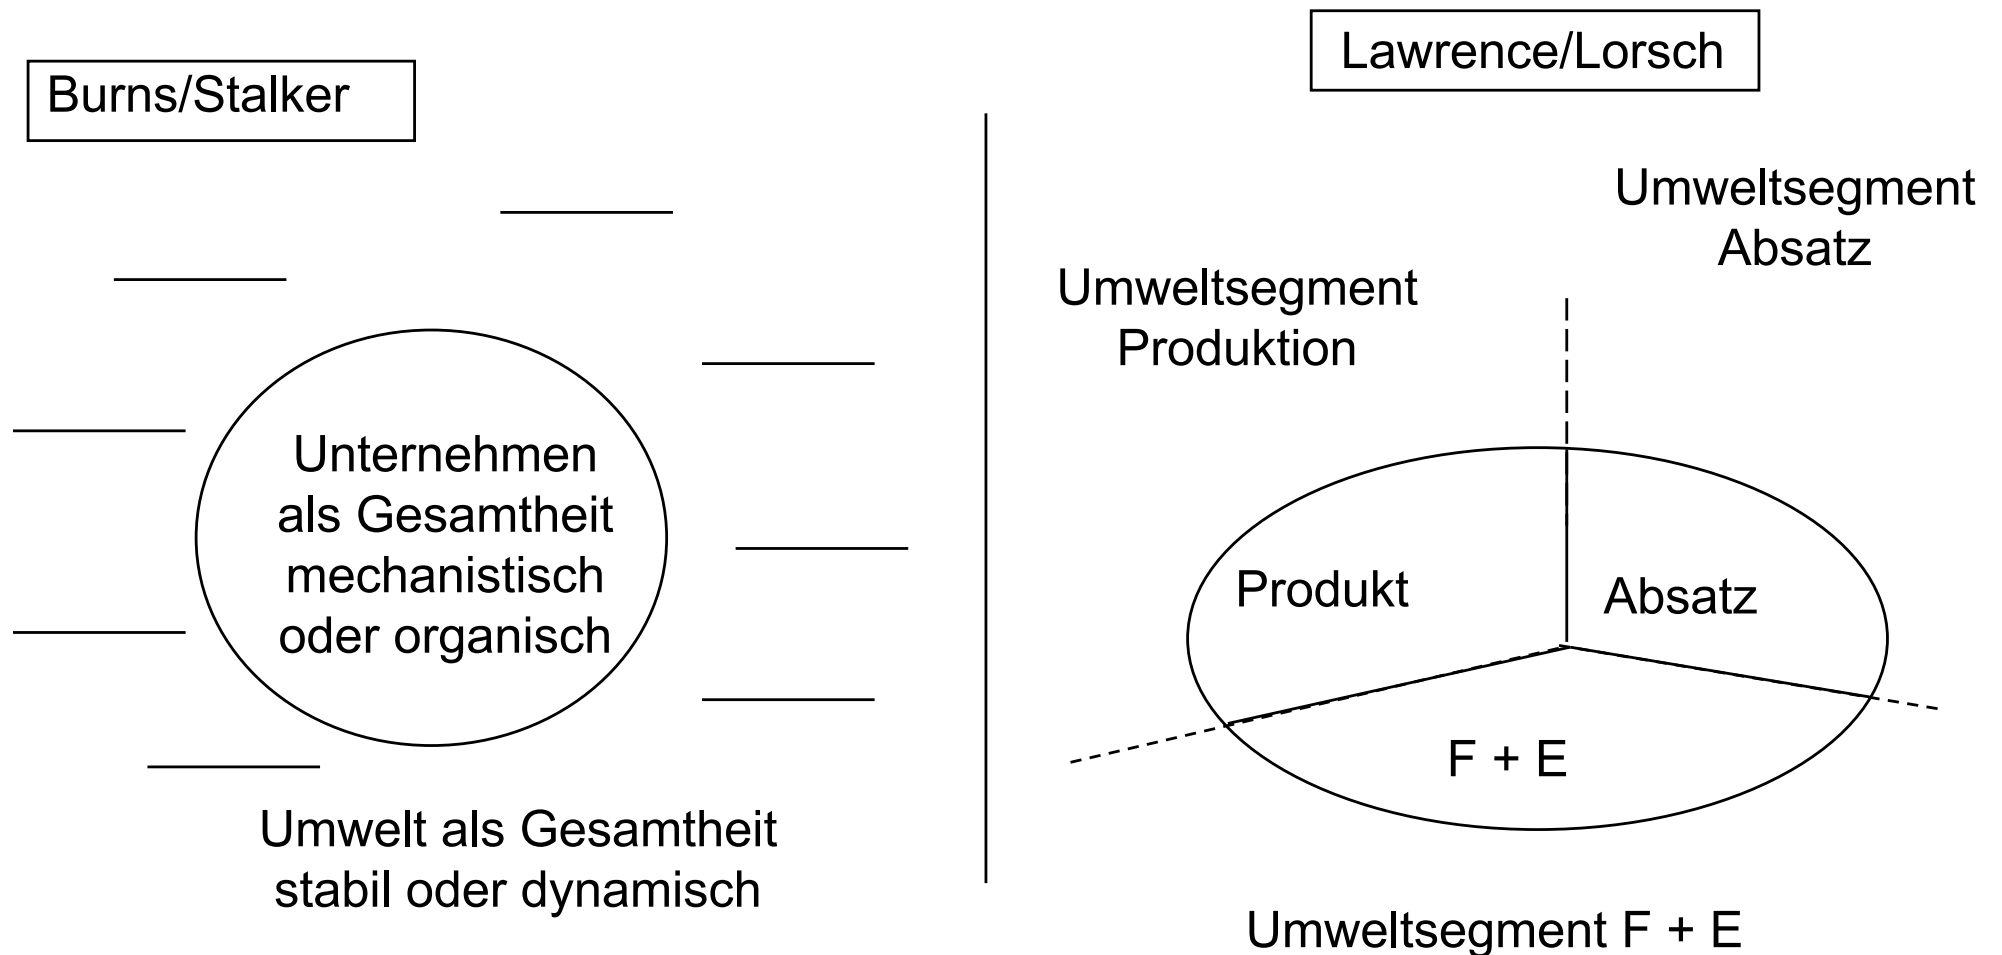 Burns/Stalker
Unternehmen
als Gesamtheit
mechanistisch
oder organisch
Umwelt als Gesamtheit
stabil oder dynamisch
Lawrence/Lorsch
Umweltsegment
Absatz
Umweltsegment
Produktion
Produkt
Absatz
F + E
Umweltsegment F + E